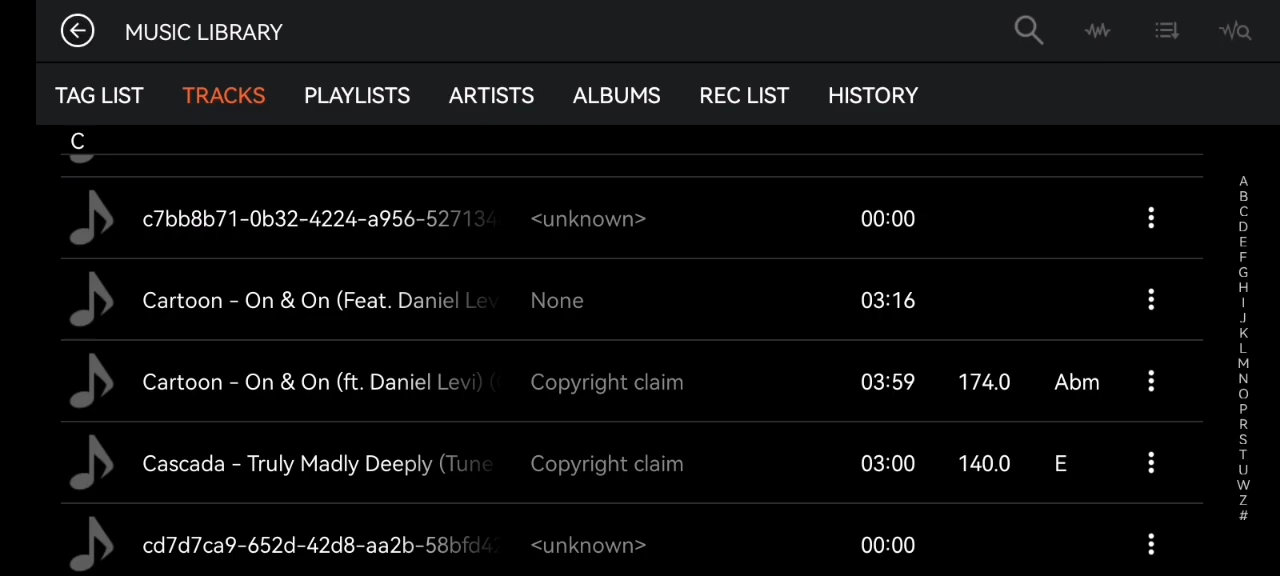 MUSIC LIBRARY
TAG LIST TRACKS PLAYLISTS ARTISTS ALBUMS REC LIST HISTORY
C
c7bb8b71-0b32-4224-a956-527134 <unknown> 00:00
Cartoon - On & On (Feat. Daniel Lev None 03:16
Cartoon - On & On (ft. Daniel Levi) ( Copyright claim 03:59 174.0 Abm
Cascada - Truly Madly Deeply (Tune Copyright claim 03:00 140.0 E
cd7d7ca9-652d-42d8-aa2b-58bfd42 <unknown> 00:00
A
B
C
D
E
F
G
H
I
J
K
L
M
N
O
P
R
S
T
U
W
Z
#